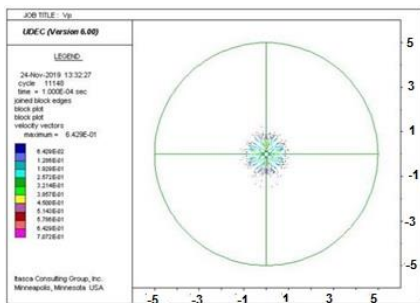 JOB TITLE : Vp
UDEC (Version 6.00)
LEGEND
24-Nov-2019 13:32:27
cycle 11148
time = 1.000E-04 sec
joined block edges
block plot
block plot
velocity vectors
maximum = 6.429E-01
6.429E-02
1.286E-01
1.929E-01
2.572E-01
3.214E-01
3.857E-01
4.500E-01
5.143E-01
5.786E-01
6.429E-01
7.072E-01
Itasca Consulting Group, Inc.
Minneapolis, Minnesota USA
5
3
1
-1
-3
-5
-5
-3
-1
1
3
5